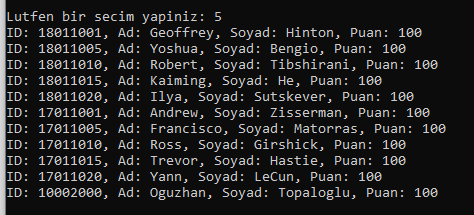 Lutfen bir secim yapiniz: 5
ID: 18011001, Ad: Geoffrey, Soyad: Hinton, Puan: 100
ID: 18011005, Ad: Yoshua, Soyad: Bengio, Puan: 100
ID: 18011010, Ad: Robert, Soyad: Tibshirani, Puan: 100
ID: 18011015, Ad: Kaiming, Soyad: He, Puan: 100
ID: 18011020, Ad: Ilya, Soyad: Sutskever, Puan: 100
ID: 17011001, Ad: Andrew, Soyad: Zisserman, Puan: 100
ID: 17011005, Ad: Francisco, Soyad: Matorras, Puan: 100
ID: 17011010, Ad: Ross, Soyad: Girshick, Puan: 100
ID: 17011015, Ad: Trevor, Soyad: Hastie, Puan: 100
ID: 17011020, Ad: Yann, Soyad: LeCun, Puan: 100
ID: 10002000, Ad: Oguzhan, Soyad: Topaloglu, Puan: 100